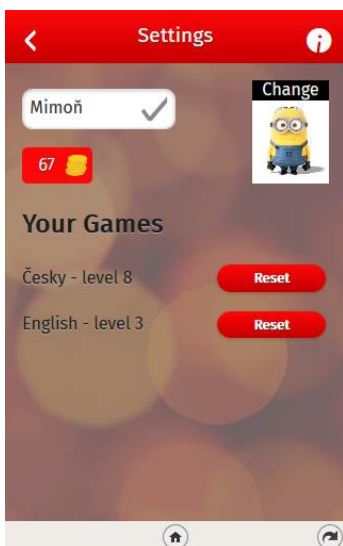 Settings
i
Mimoň
Change
67
Your Games
Česky - level 8
Reset
English - level 3
Reset